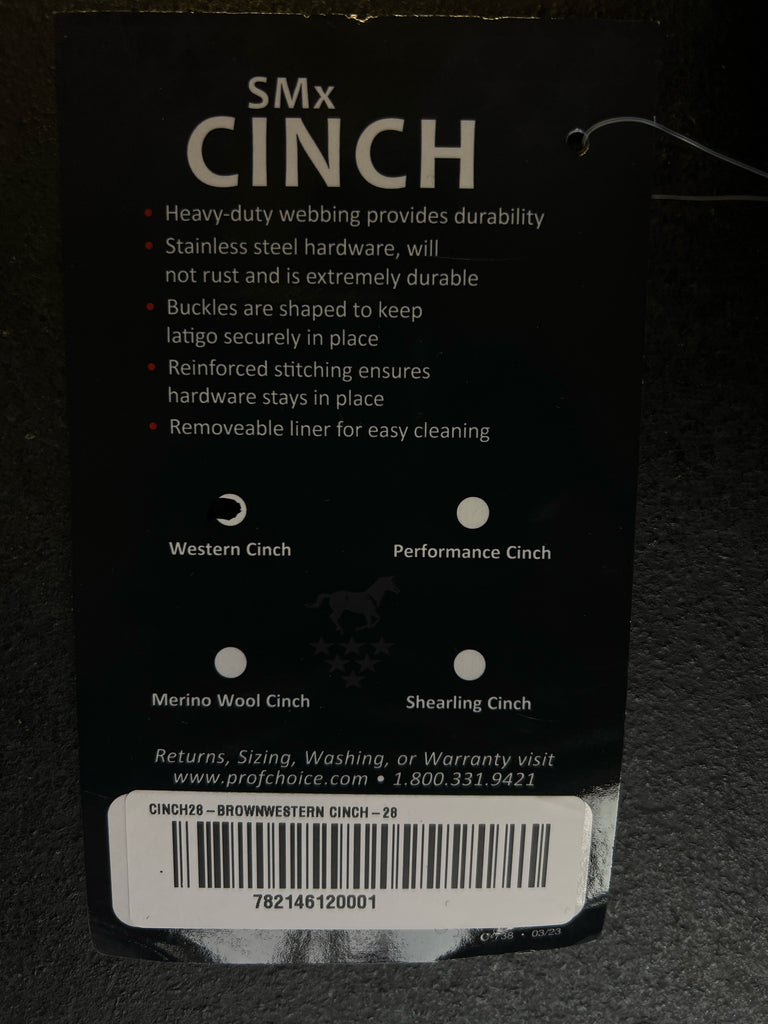 SMx
CINCH
• Heavy-duty webbing provides durability
• Stainless steel hardware, will
not rust and is extremely durable
• Buckles are shaped to keep
latigo securely in place
• Reinforced stitching ensures
hardware stays in place
• Removeable liner for easy cleaning
Western Cinch
Performance Cinch
Merino Wool Cinch
Shearling Cinch
Returns, Sizing, Washing, or Warranty visit
www.profchoice.com • 1.800.331.9421
CINCH28-BROWNWESTERN CINCH-28
782146120001
03/23